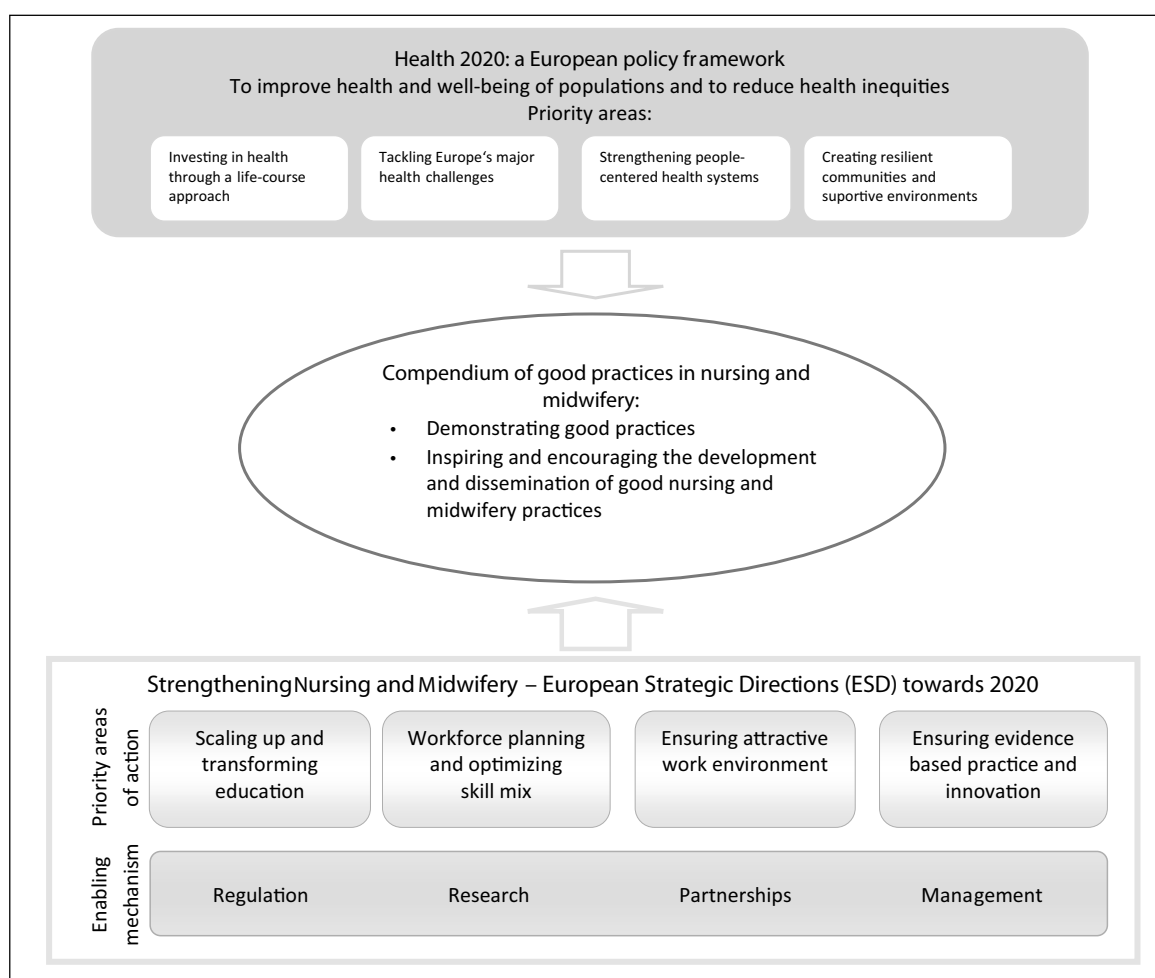 Health 2020: a European policy framework
To improve health and well-being of populations and to reduce health inequities
Priority areas:
Investing in health
through a life-course
approach
Tackling Europe‘s major
health challenges
Strengthening people-
centered health systems
Creating resilient
communities and
suportive environments
Compendium of good practices in nursing and
midwifery:
• Demonstrating good practices
• Inspiring and encouraging the development
and dissemination of good nursing and
midwifery practices
StrengtheningNursing and Midwifery – European Strategic Directions (ESD) towards 2020
Priority areas
of action
Scaling up and
transforming
education
Workforce planning
and optimizing
skill mix
Ensuring attractive
work environment
Ensuring evidence
based practice and
innovation
Enabling
mechanism
Regulation
Research
Partnerships
Management